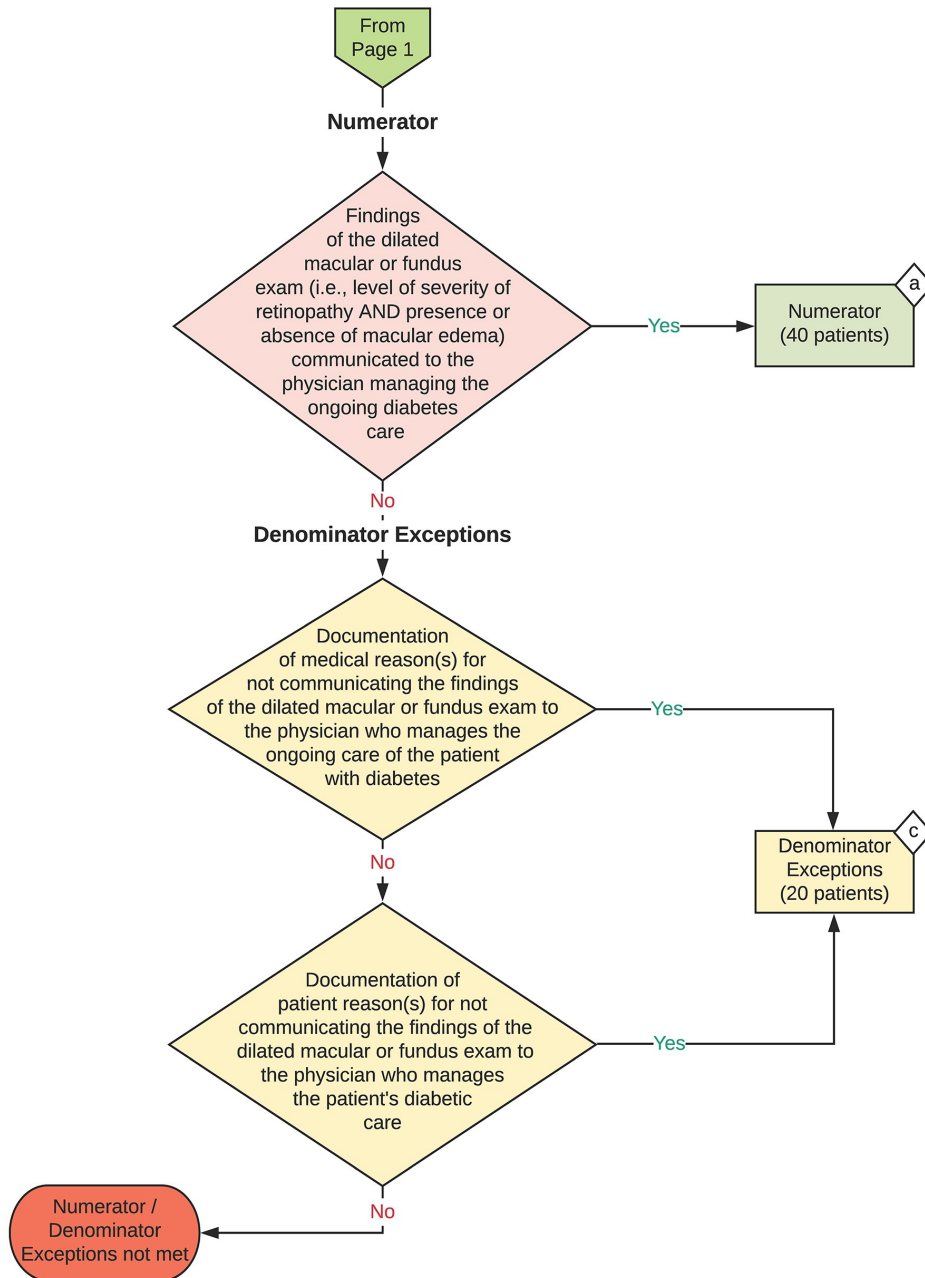 From
Page 1
Numerator
Findings
of the dilated
macular or fundus
exam (i.e., level of severity of
retinopathy AND presence or
absence of macular edema)
communicated to the
physician managing the
ongoing diabetes
care
Yes
a
Numerator
(40 patients)
No
Denominator Exceptions
Documentation
of medical reason(s) for
not communicating the findings
of the dilated macular or fundus exam to
the physician who manages the
ongoing care of the patient
with diabetes
Yes
c
Denominator
Exceptions
(20 patients)
No
Documentation of
patient reason(s) for not
communicating the findings of the
dilated macular or fundus exam to
the physician who manages
the patient's diabetic
care
Yes
No
Numerator /
Denominator
Exceptions not met